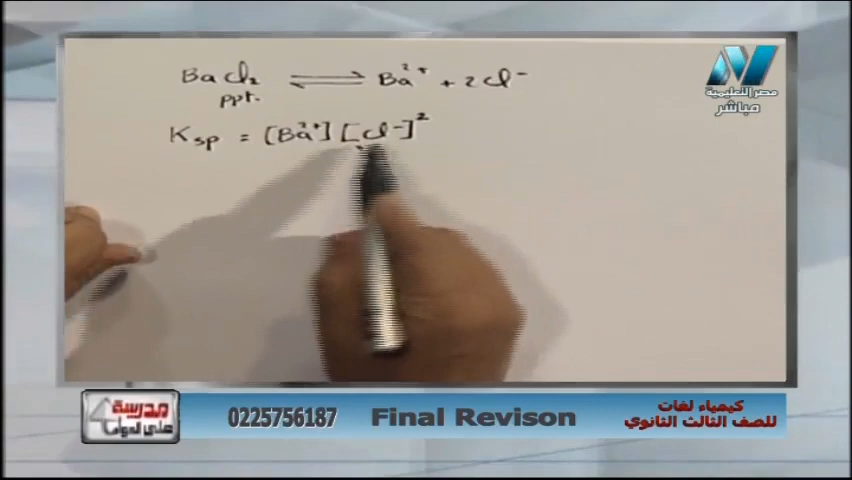 BaCl₂ ⇌ Ba²⁺ + 2Cl⁻
ppt.
Ksp = [Ba²⁺] [Cl⁻]²
مصر التعليمية
مباشر
مدرسة
على الهواء
0225756187
Final Revison
كيمياء لغات
للصف الثالث الثانوي